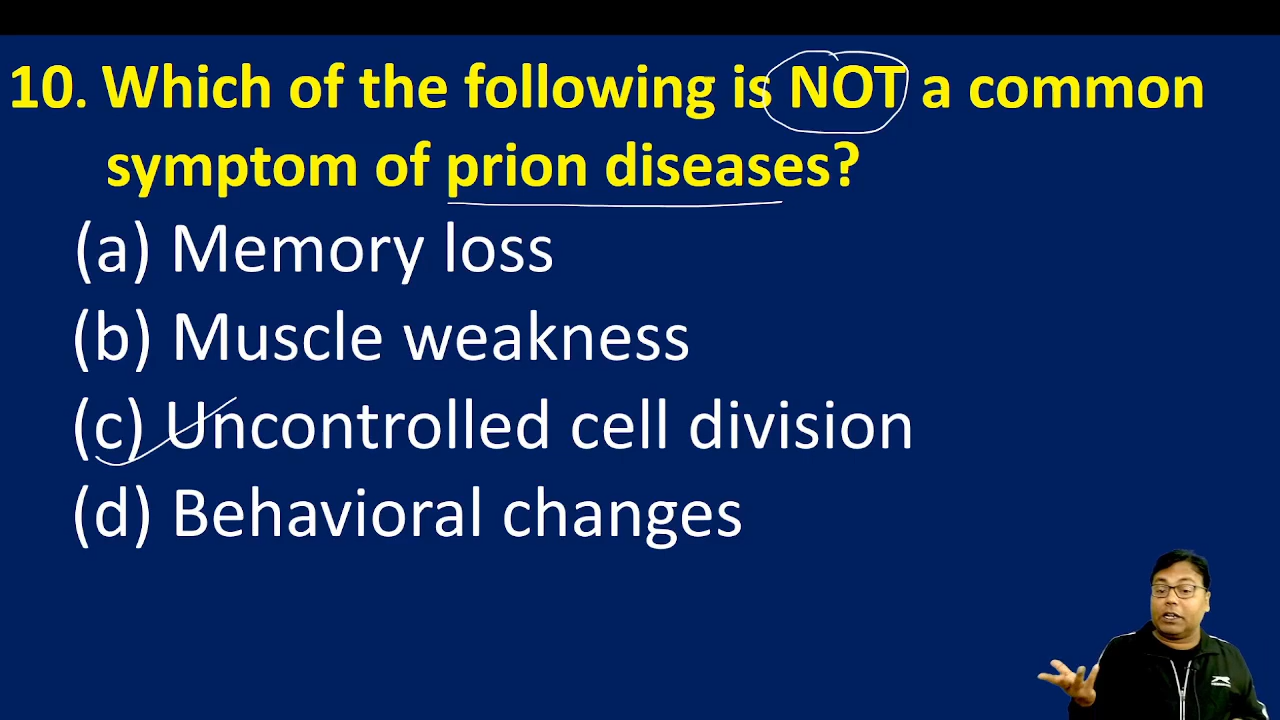 10. Which of the following is NOT a common
symptom of prion diseases?
(a) Memory loss
(b) Muscle weakness
(c) Uncontrolled cell division
(d) Behavioral changes